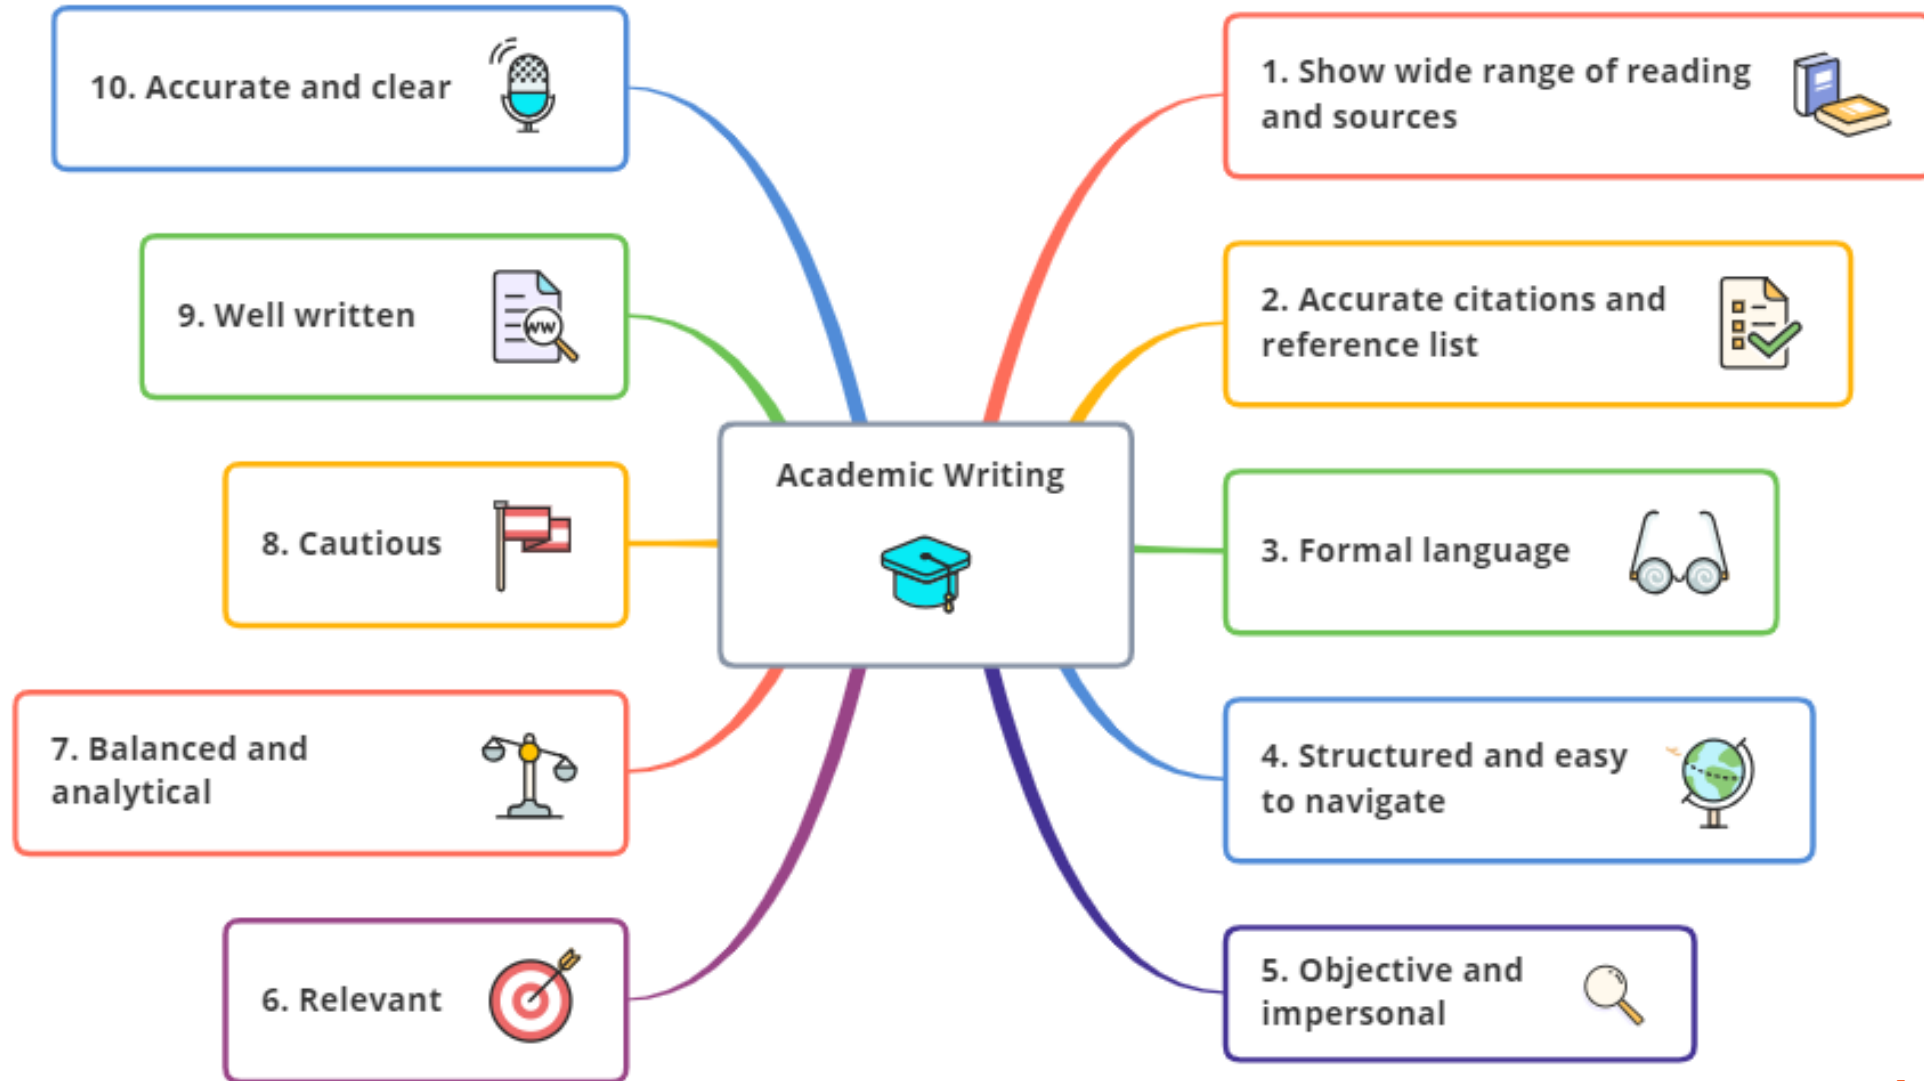 Academic Writing
1. Show wide range of reading
and sources
2. Accurate citations and
reference list
3. Formal language
4. Structured and easy
to navigate
5. Objective and
impersonal
6. Relevant
7. Balanced and
analytical
8. Cautious
9. Well written
WW
10. Accurate and clear